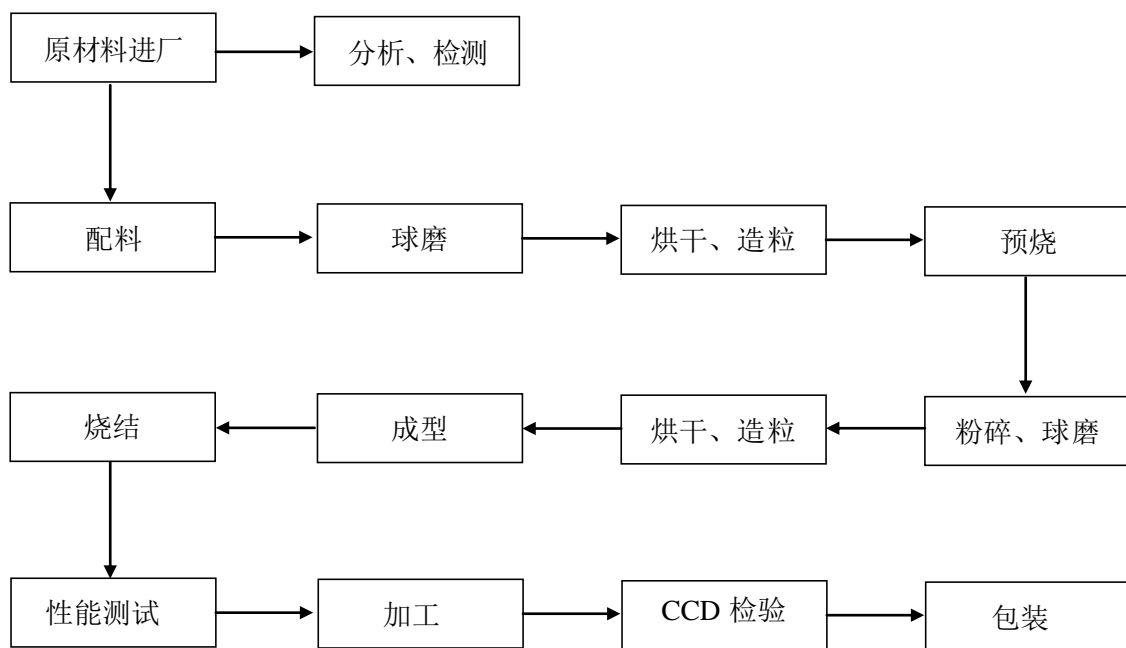 原材料进厂
分析、检测
配料
球磨
烘干、造粒
预烧
烧结
成型
烘干、造粒
粉碎、球磨
性能测试
加工
CCD 检验
包装